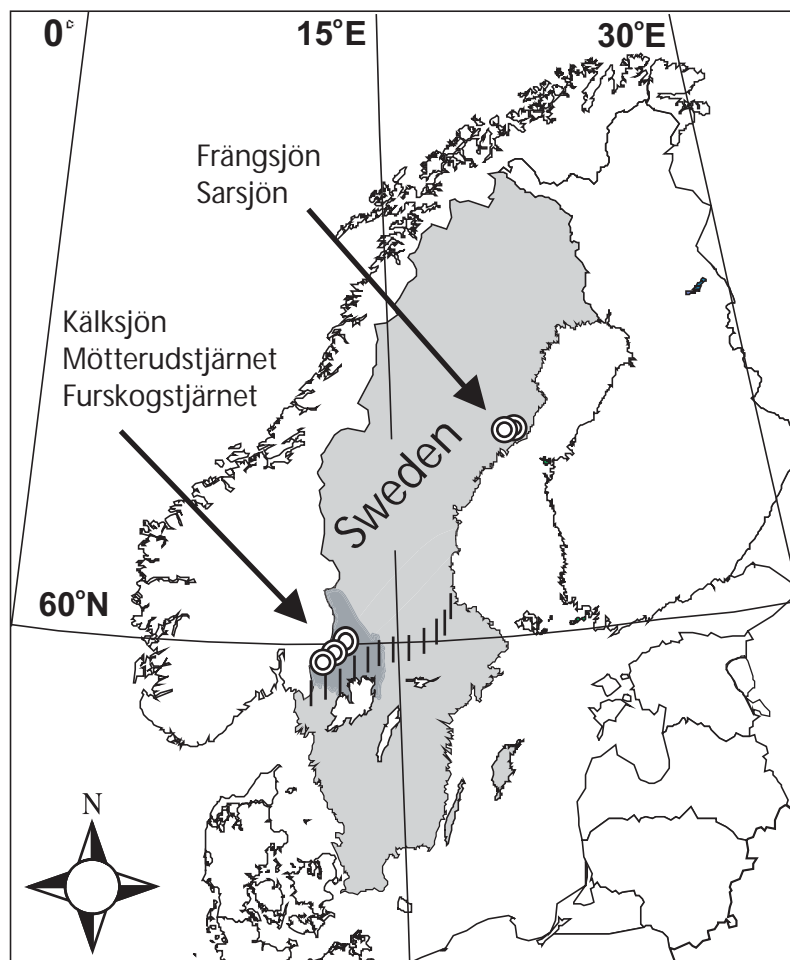 0°
15°E
30°E
Frängsjön
Sarsjön
Kälksjön
Mötterudstjärnet
Furskogstjärnet
Sweden
60°N
N